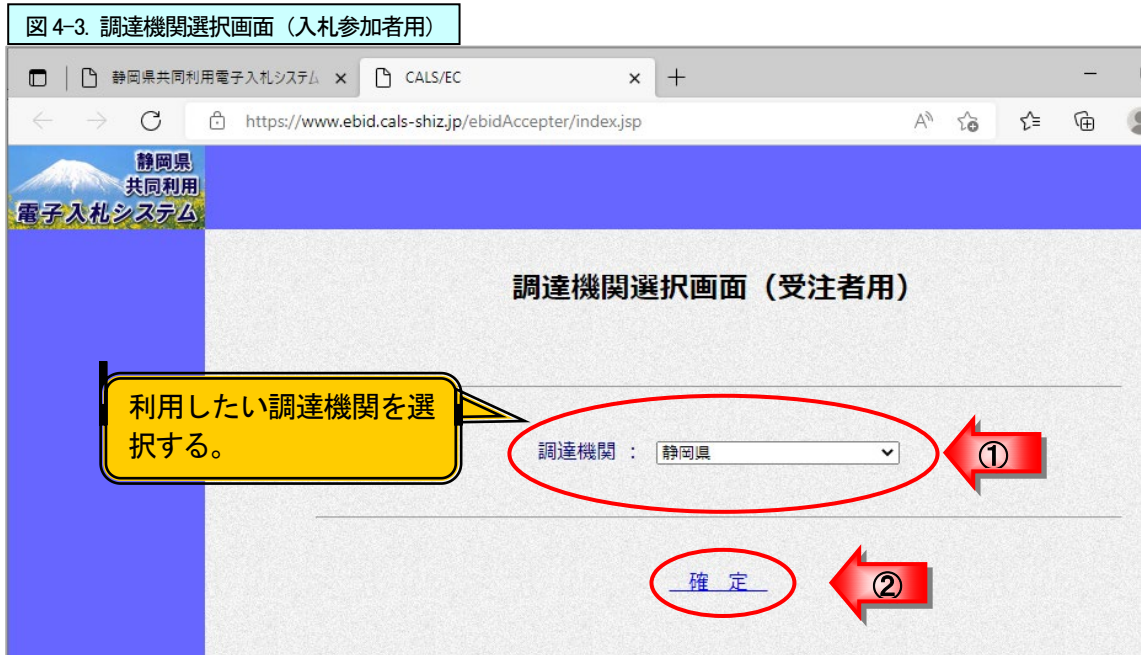 図 4-3. 調達機関選択画面（入札参加者用）
静岡県共同利用電子入札システム
CALS/EC
https://www.ebid.cals-shiz.jp/ebidAccepter/index.jsp
静岡県
共同利用
電子入札システム
調達機関選択画面（受注者用）
利用したい調達機関を選
択する。
調達機関 ： 静岡県
①
確 定
②